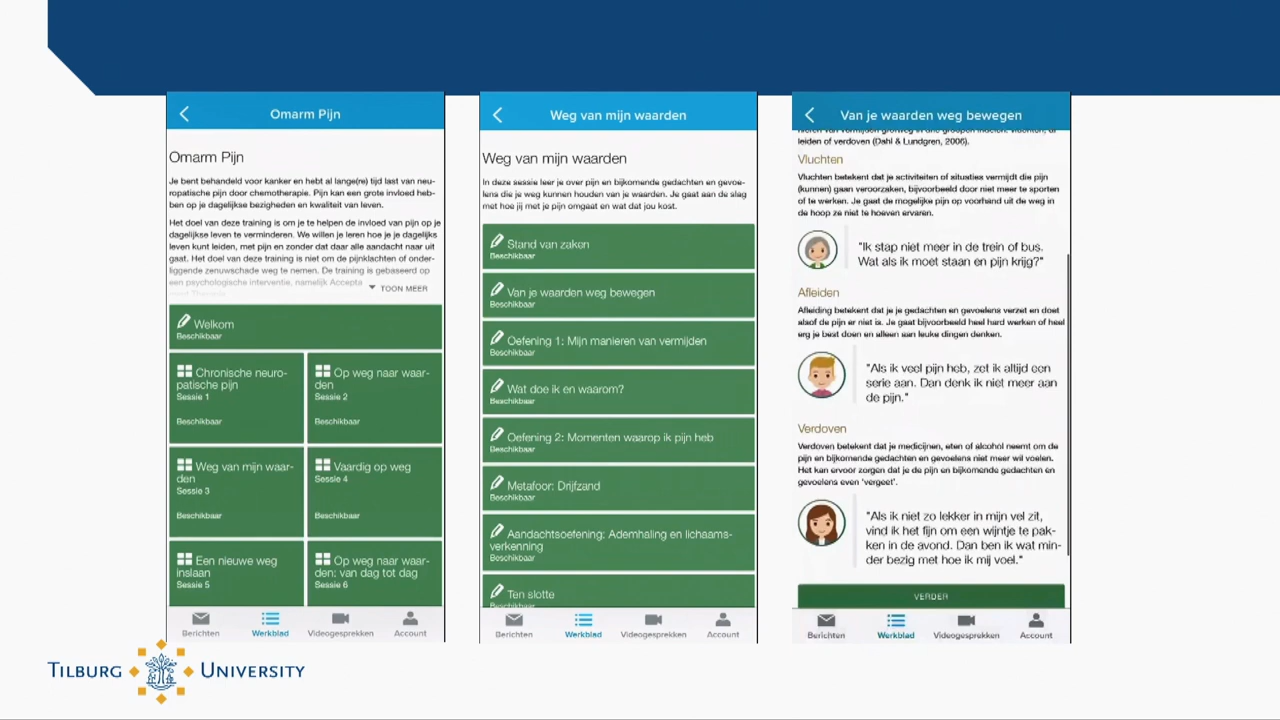 Omarm Pijn
Omarm Pijn
Je bent behandeld voor kanker en hebt al lange(re) tijd last van neu-
ropatische pijn door chemotherapie. Pijn kan een grote invloed heb-
ben op je dagelijkse bezigheden en kwaliteit van leven.
Het doel van deze training is om je te helpen de invloed van pijn op je
dagelijkse leven te verminderen. We willen je leren hoe je je dagelijks
leven kunt leiden, met pijn en zonder dat daar alle aandacht naar uit
gaat. Het doel van deze training is niet om de pijnklachten of onder-
liggende zenuwschade weg te nemen. De training is gebaseerd op
een psychologische interventie, namelijk Accepta
TOON MEER
Welkom
Beschikbaar
Chronische neuro-
patische pijn
Sessie 1
Beschikbaar
Op weg naar waar-
den
Sessie 2
Beschikbaar
Weg van mijn waar-
den
Sessie 3
Beschikbaar
Vaardig op weg
Sessie 4
Beschikbaar
Een nieuwe weg
inslaan
Sessie 5
Op weg naar waar-
den: van dag tot dag
Sessie 6
Berichten Werkblad Videogesprekken Account
Weg van mijn waarden
Weg van mijn waarden
In deze sessie leer je over pijn en bijkomende gedachten en gevoe-
lens die je weg kunnen houden van je waarden. Je gaat aan de slag
met hoe jij met je pijn omgaat en wat dat jou kost.
Stand van zaken
Beschikbaar
Van je waarden weg bewegen
Beschikbaar
Oefening 1: Mijn manieren van vermijden
Beschikbaar
Wat doe ik en waarom?
Beschikbaar
Oefening 2: Momenten waarop ik pijn heb
Beschikbaar
Metafoor: Drijfzand
Beschikbaar
Aandachtsoefening: Ademhaling en lichaams-
verkenning
Beschikbaar
Ten slotte
Beschikbaar
Berichten Werkblad Videogesprekken Account
Van je waarden weg bewegen
leiden of verdoven (Dahl & Lundgren, 2006).
Vluchten
Vluchten betekent dat je activiteiten of situaties vermijdt die pijn
(kunnen) gaan veroorzaken, bijvoorbeeld door niet meer te sporten
of te werken. Je gaat de mogelijke pijn op voorhand uit de weg in
de hoop ze niet te hoeven ervaren.
"Ik stap niet meer in de trein of bus.
Wat als ik moet staan en pijn krijg?"
Afleiden
Afleiding betekent dat je je gedachten en gevoelens verzet en doet
alsof de pijn er niet is. Je gaat bijvoorbeeld heel hard werken of heel
erg je best doen en alleen aan leuke dingen denken.
"Als ik veel pijn heb, zet ik altijd een
serie aan. Dan denk ik niet meer aan
de pijn."
Verdoven
Verdoven betekent dat je medicijnen, eten of alcohol neemt om de
pijn en bijkomende gedachten en gevoelens niet meer wil voelen.
Het kan ervoor zorgen dat je de pijn en bijkomende gedachten en
gevoelens even 'vergeet'.
"Als ik niet zo lekker in mijn vel zit,
vind ik het fijn om een wijntje te pak-
ken in de avond. Dan ben ik wat min-
der bezig met hoe ik mij voel."
VERDER
Berichten Werkblad Videogesprekken Account
TILBURG UNIVERSITY